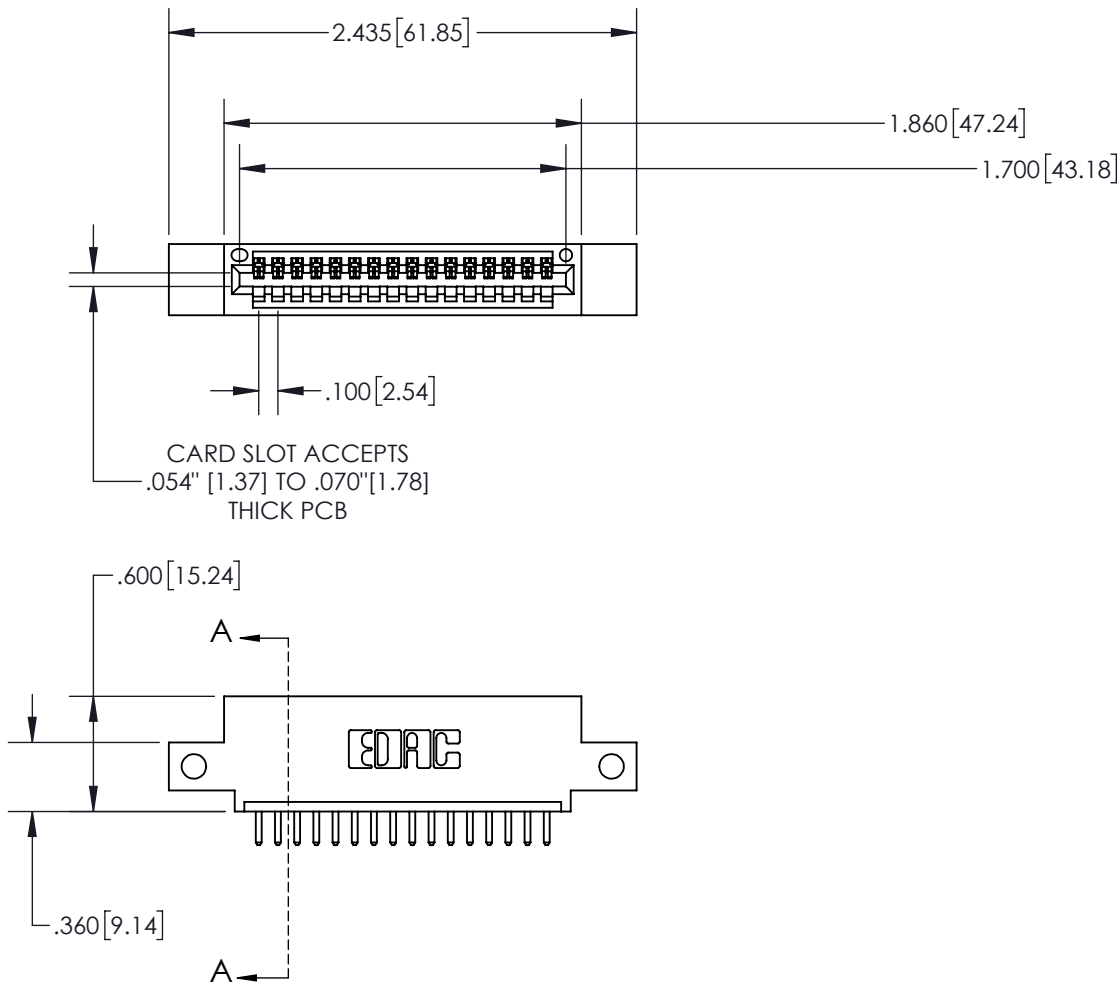 2.435[61.85]
1.860[47.24]
1.700[43.18]
.100[2.54]
CARD SLOT ACCEPTS
.054" [1.37] TO .070"[1.78]
THICK PCB
.600[15.24]
A
EDAC
.360[9.14]
A